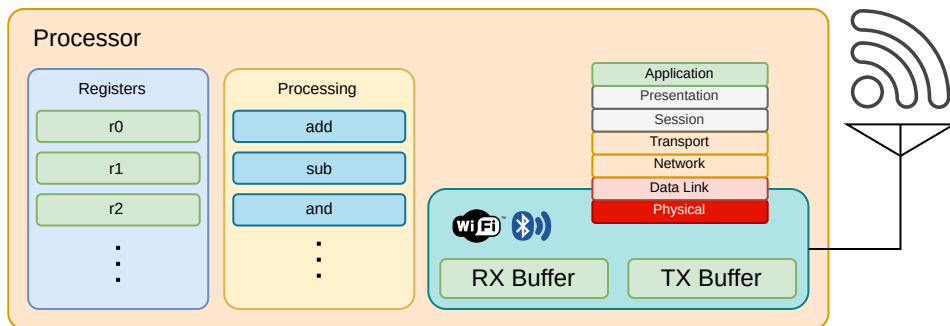 Processor
Registers
r0
r1
r2
Processing
add
sub
and
Application
Presentation
Session
Transport
Network
Data Link
Physical
WiFi™
RX Buffer
TX Buffer